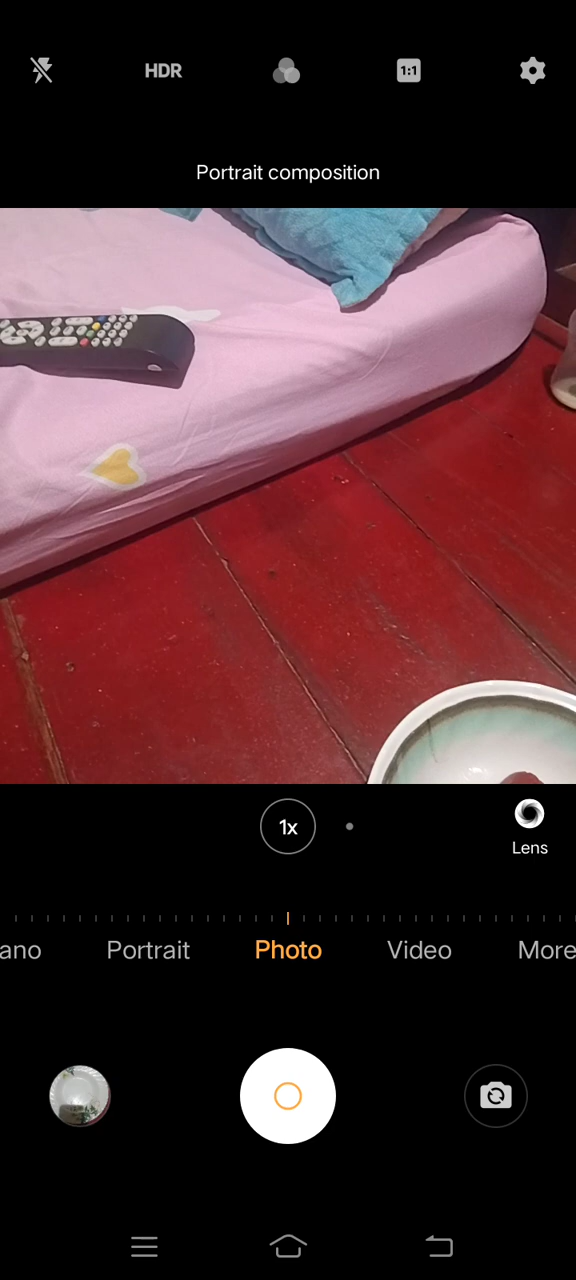 HDR
1:1
Portrait composition
1x
Lens
ano
Portrait
Photo
Video
More